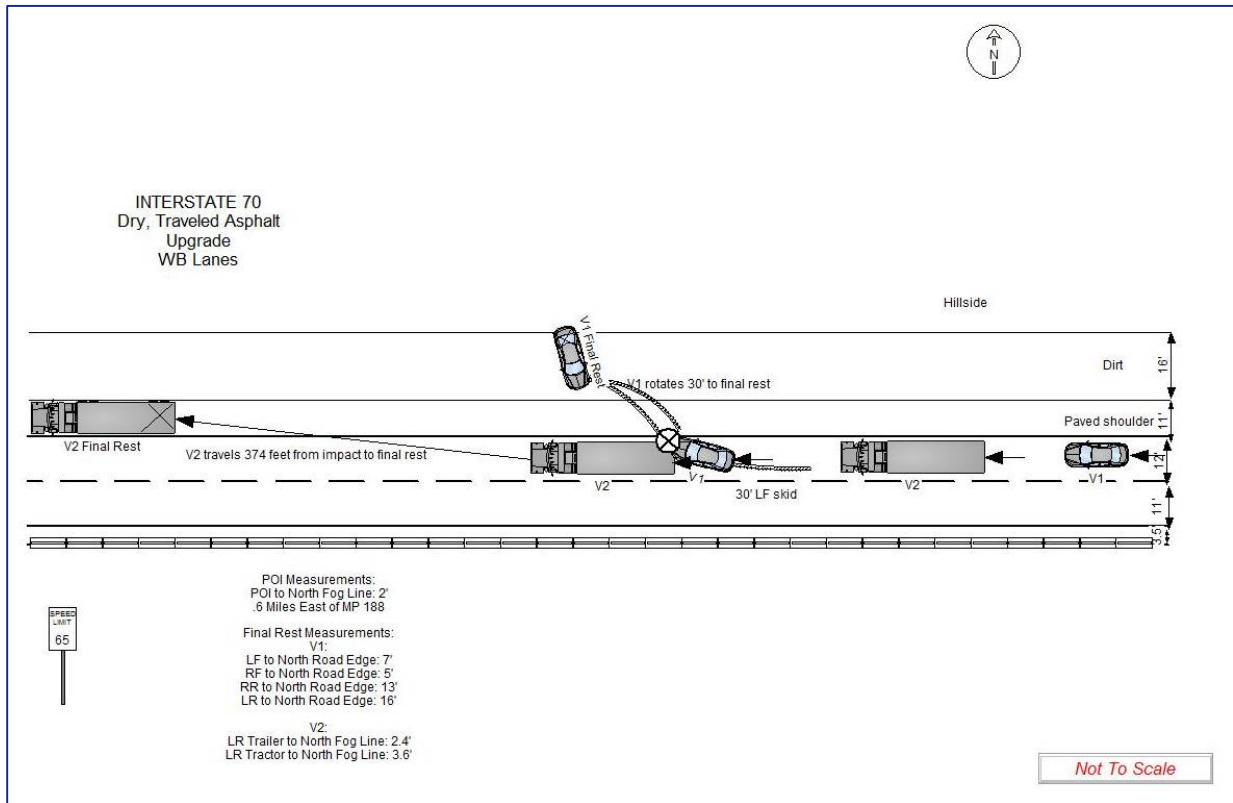 N
INTERSTATE 70
Dry, Traveled Asphalt
Upgrade
WB Lanes
Hillside
V1 Final Rest
Dirt
16'
V1 rotates 30' to final rest
Paved shoulder
11'
V2 Final Rest
V2 travels 374 feet from impact to final rest
12'
V2
V1
30' LF skid
V2
V1
11'
3.5'
POI Measurements:
POI to North Fog Line: 2'
.6 Miles East of MP 188
Final Rest Measurements:
V1:
LF to North Road Edge: 7'
RF to North Road Edge: 5'
RR to North Road Edge: 13'
LR to North Road Edge: 16'
V2:
LR Trailer to North Fog Line: 2.4'
LR Tractor to North Fog Line: 3.6'
SPEED
LIMIT
65
Not To Scale